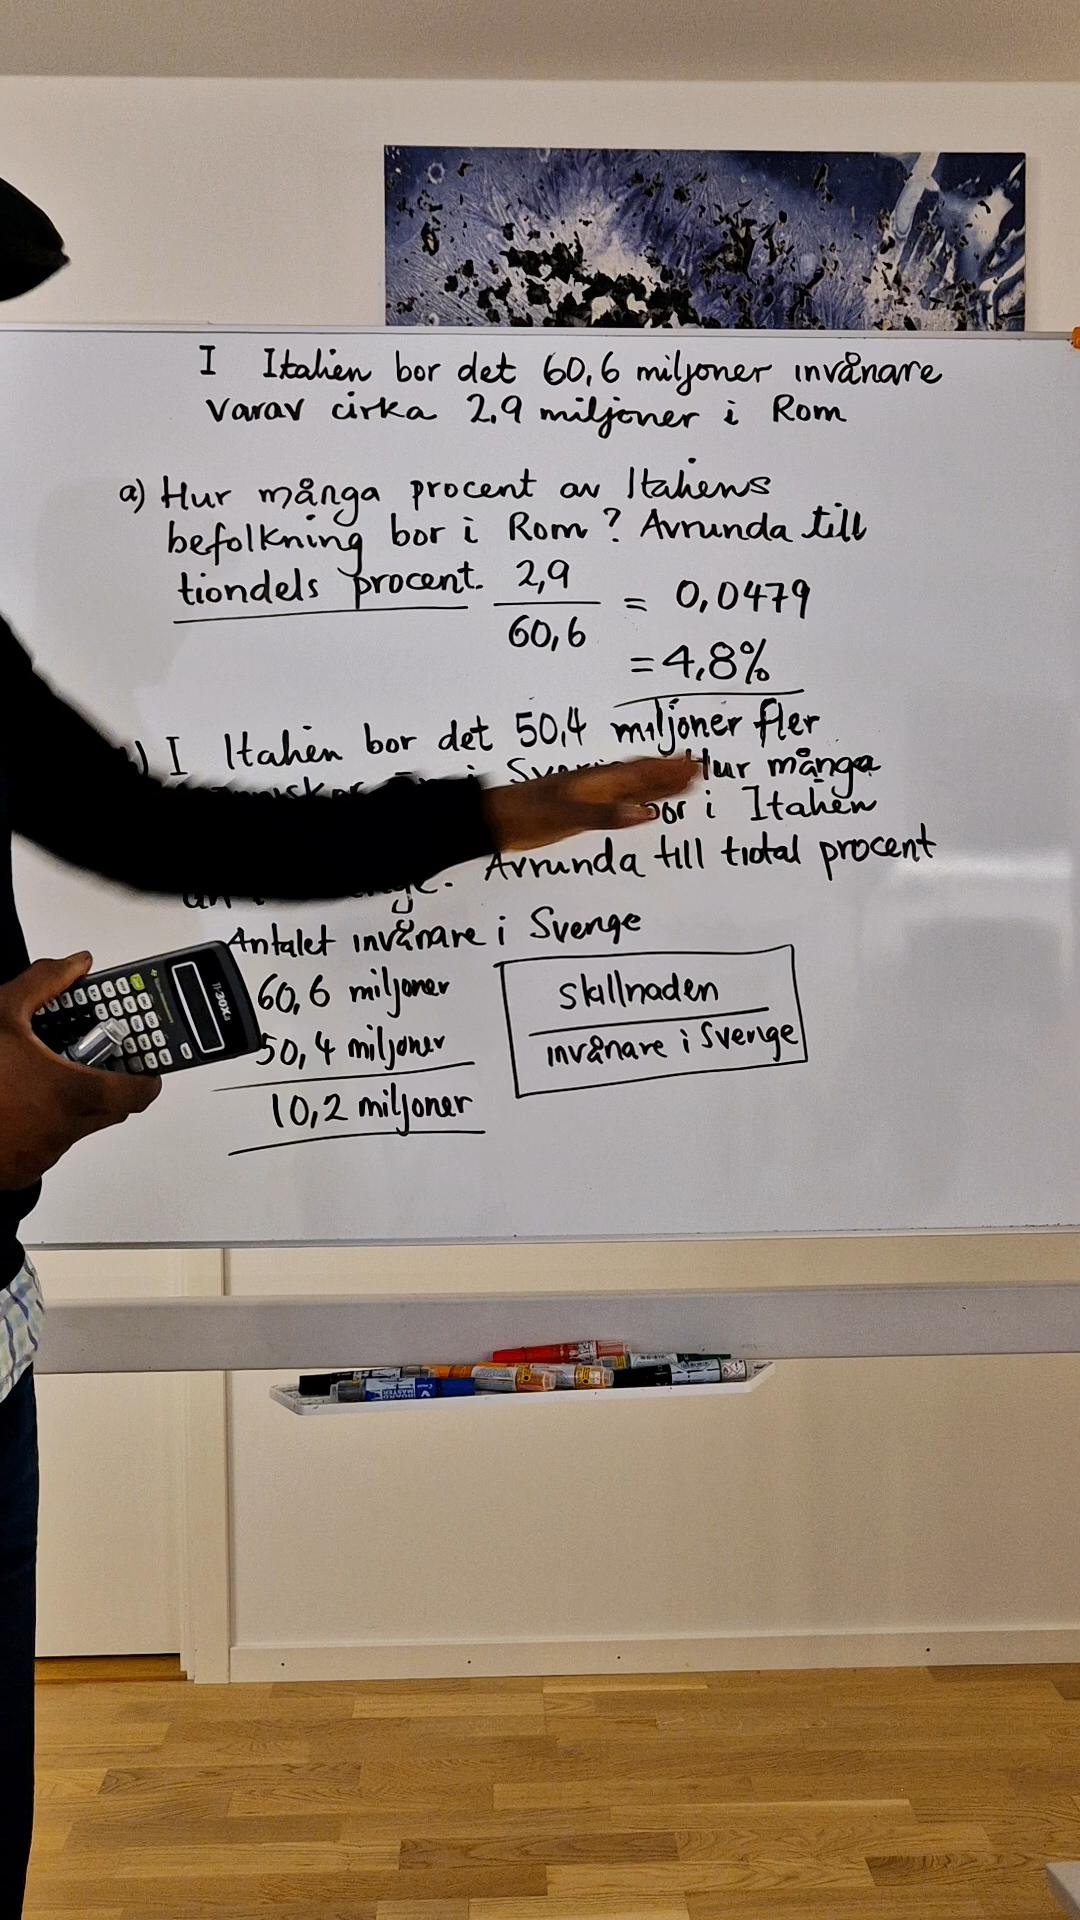 I Italien bor det 60,6 miljoner invånare
varav cirka 2,9 miljoner i Rom
a) Hur många procent av Italiens
befolkning bor i Rom? Avrunda till
tiondels procent.
2,9
60,6
= 0,0479
= 4,8%
) I Italien bor det 50,4 miljoner fler
i Hur många
bor i Italien
Avrunda till tiotal procent
Antalet invånare i Sverige
60,6 miljoner
50,4 miljoner
10,2 miljoner
skillnaden
invånare i Sverige
TI-30Xa